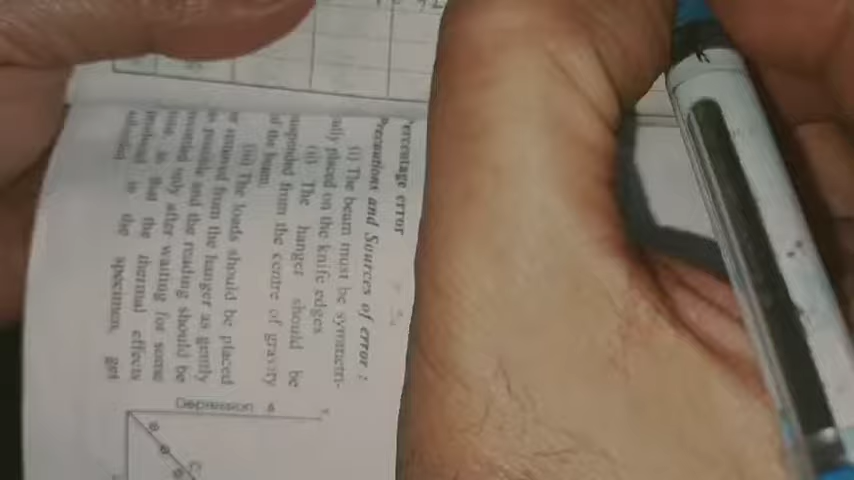 ercentage error
Precautions and Sources of error :
(i) The beam must be symmetri-
ally placed on the knife edges
(ii) The hanger should be
suspended from the centre of gravity
of the beam.
(iii) The loads should be placed
or removed from the hanger as gently
as possible and the reading should be
recorded only after waiting for some
time, so that the thermal effects
in the specimen, get
Depression
C